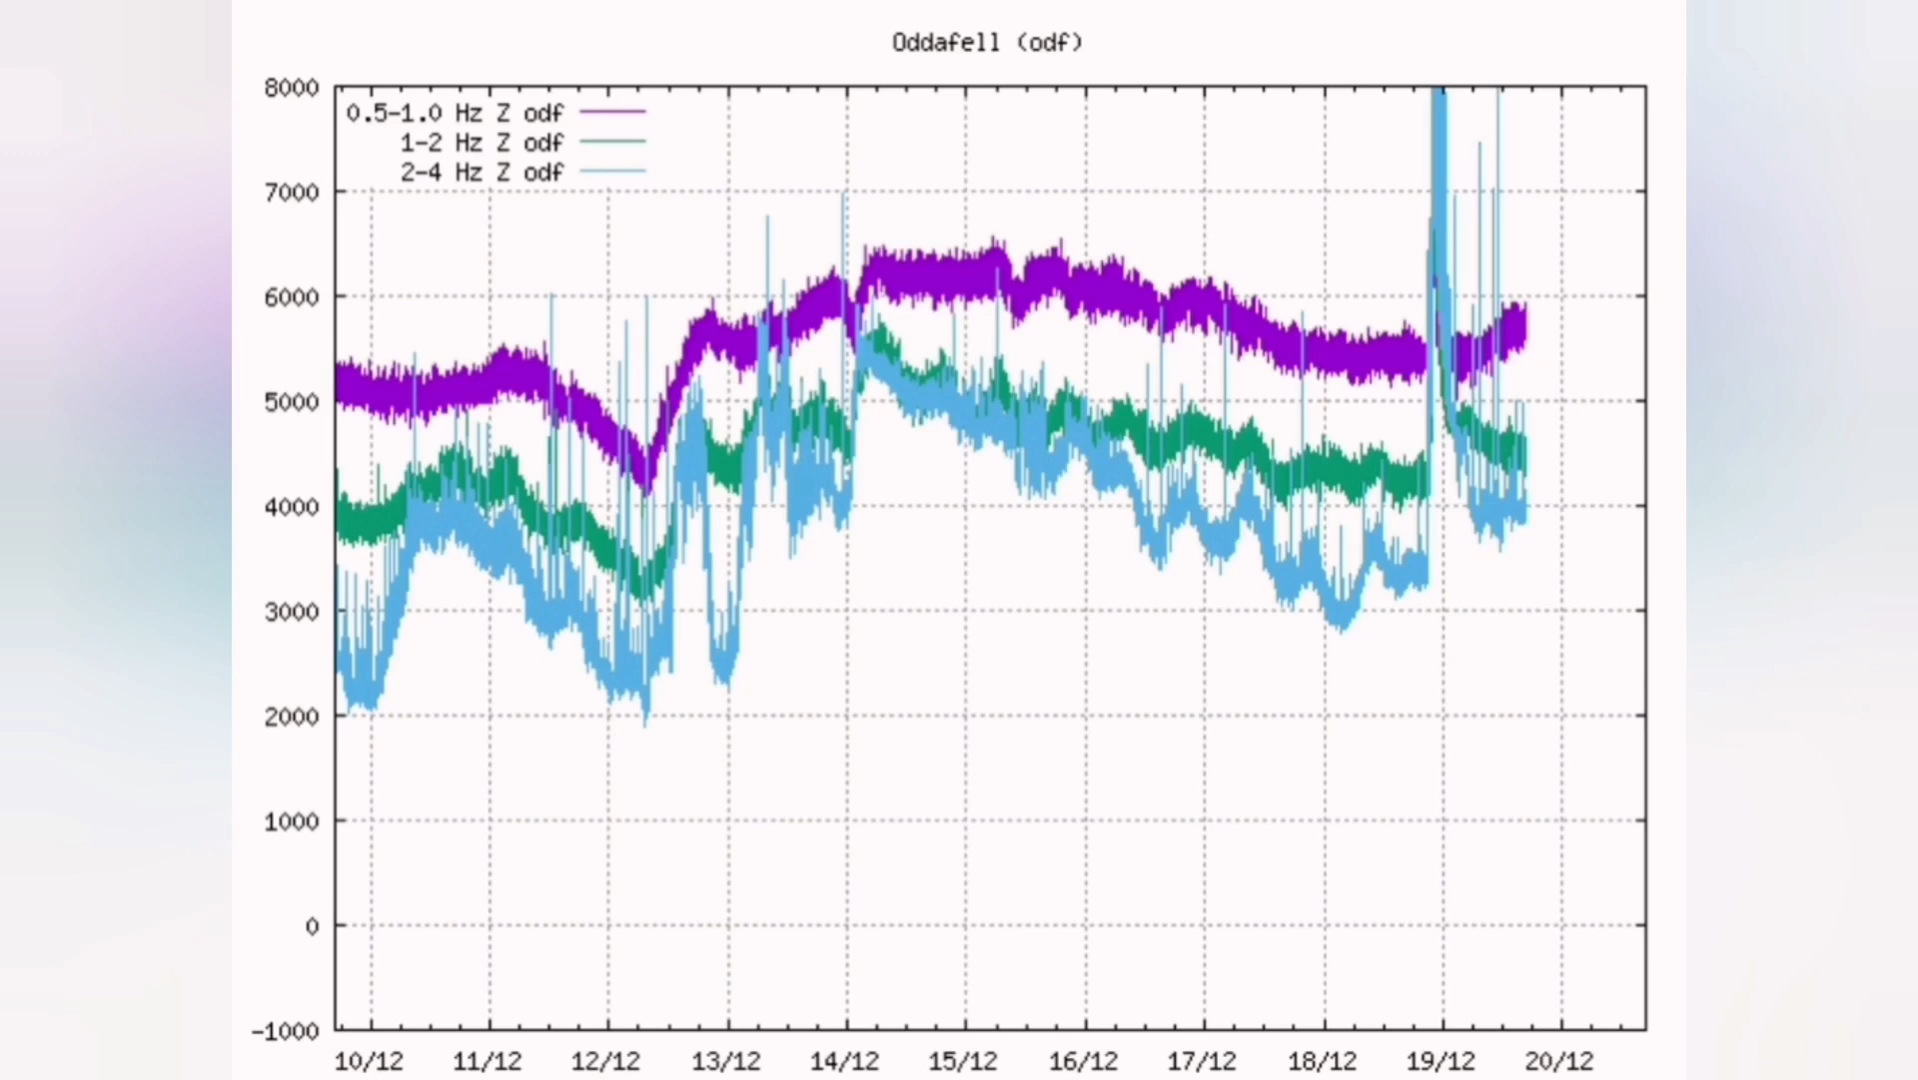 Oddafell (odf)
8000
0.5-1.0 Hz Z odf
1-2 Hz Z odf
2-4 Hz Z odf
7000
6000
5000
4000
3000
2000
1000
0
-1000
10/12 11/12 12/12 13/12 14/12 15/12 16/12 17/12 18/12 19/12 20/12